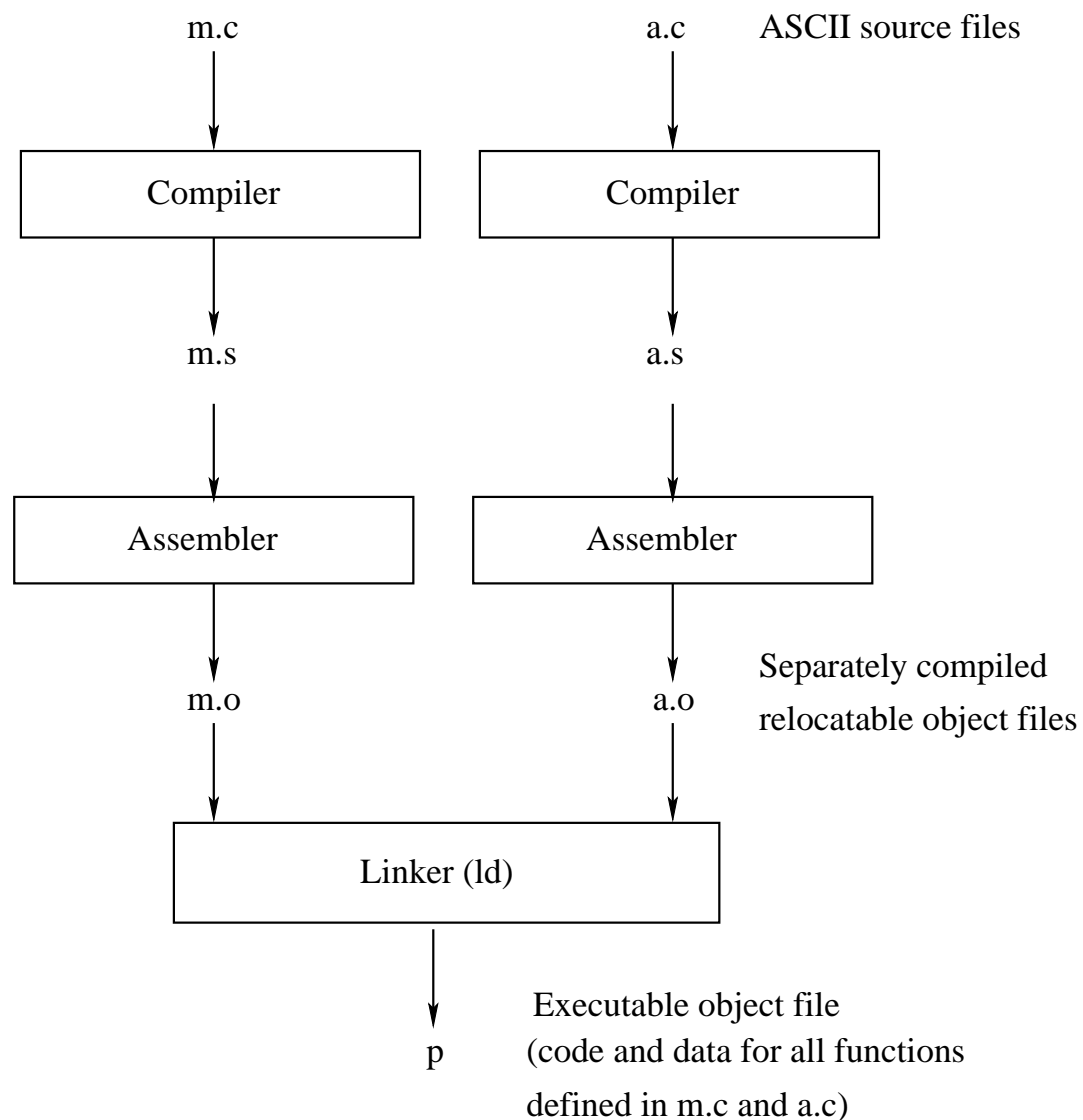 m.c a.c ASCII source files
Compiler Compiler
m.s a.s
Assembler Assembler
Separately compiled
m.o a.o
relocatable object files
Linker (ld)
Executable object file
p (code and data for all functions
defined in m.c and a.c)